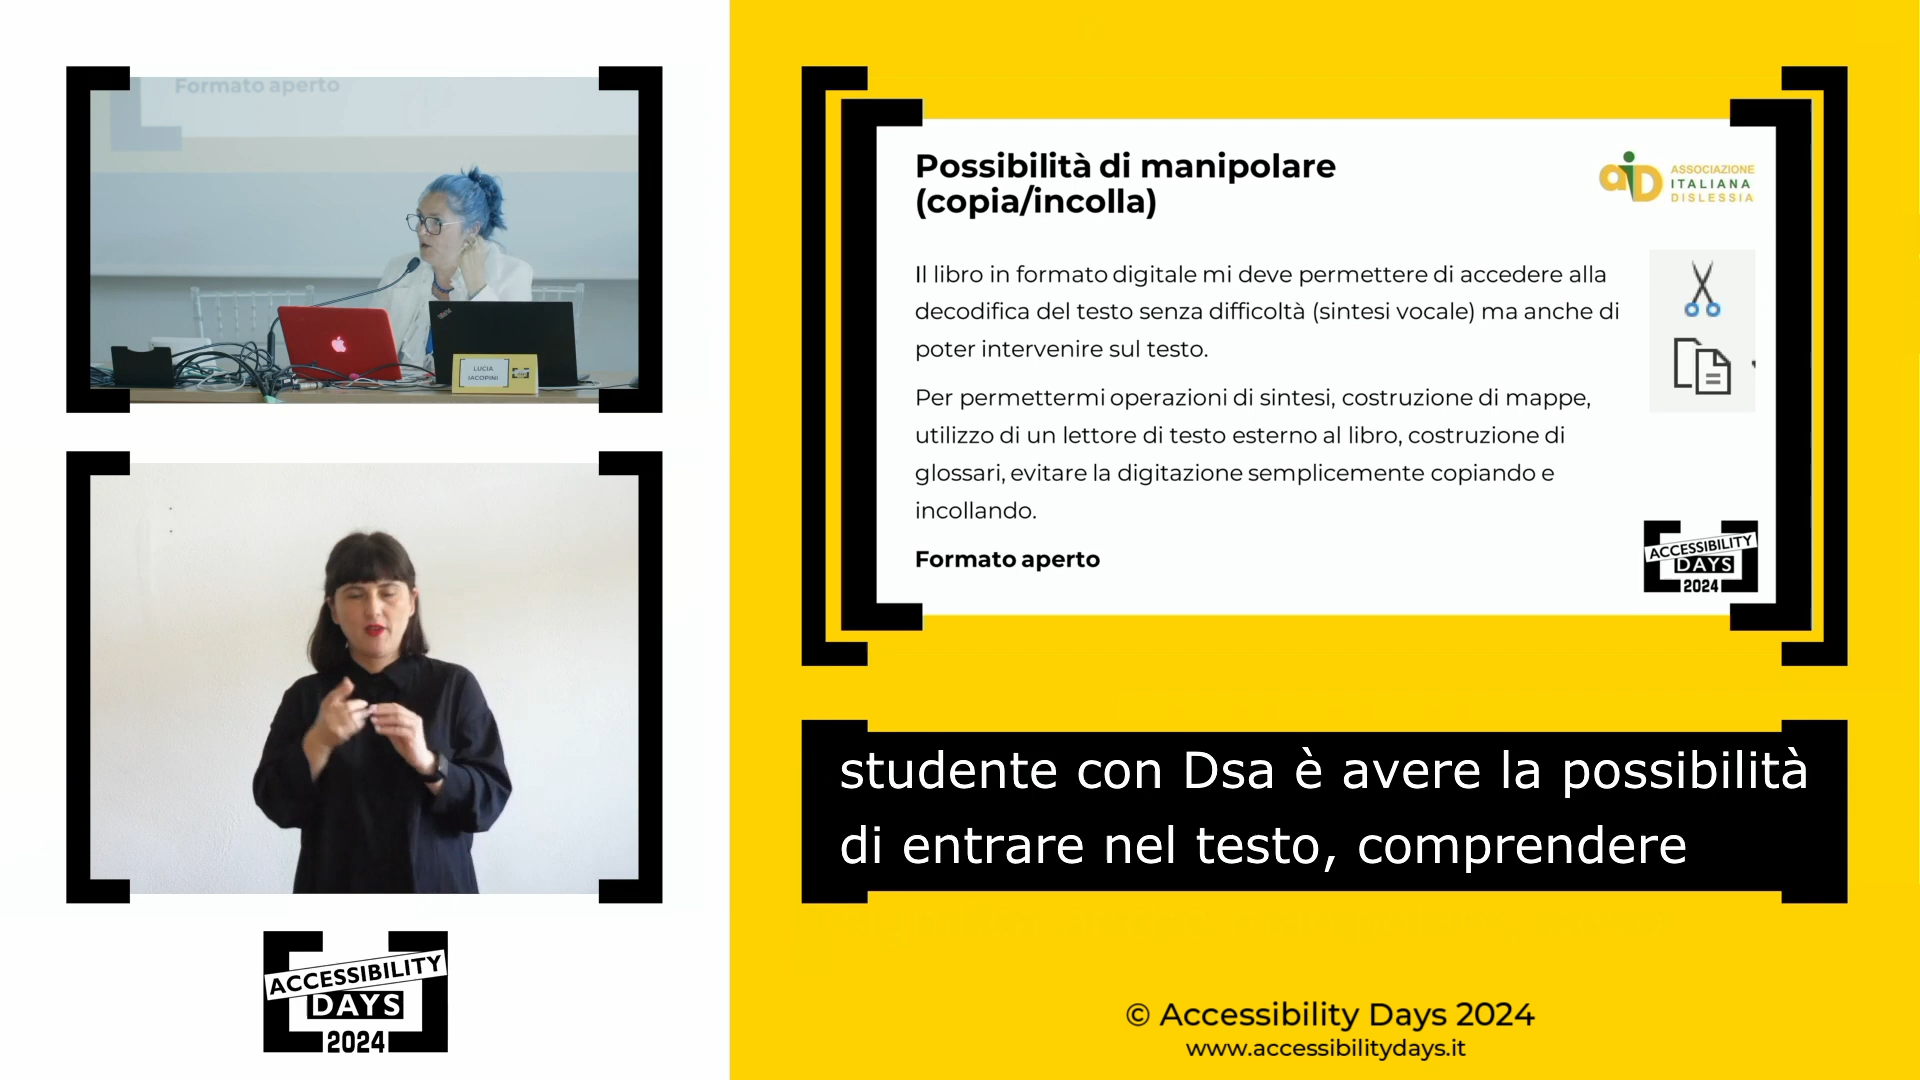 Formato aperto
LUCIA
IACOPINI
ACCESSIBILITY
DAYS
2024
Possibilità di manipolare
(copia/incolla)
aiD
ASSOCIAZIONE
ITALIANA
DISLESSIA
Il libro in formato digitale mi deve permettere di accedere alla
decodifica del testo senza difficoltà (sintesi vocale) ma anche di
poter intervenire sul testo.
Per permettermi operazioni di sintesi, costruzione di mappe,
utilizzo di un lettore di testo esterno al libro, costruzione di
glossari, evitare la digitazione semplicemente copiando e
incollando.
Formato aperto
ACCESSIBILITY
DAYS
2024
studente con Dsa è avere la possibilità
di entrare nel testo, comprendere
© Accessibility Days 2024
www.accessibilitydays.it